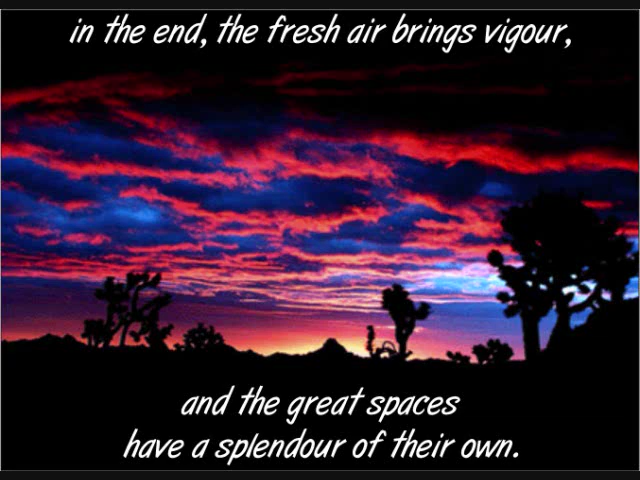 in the end, the fresh air brings vigour,
and the great spaces
have a splendour of their own.